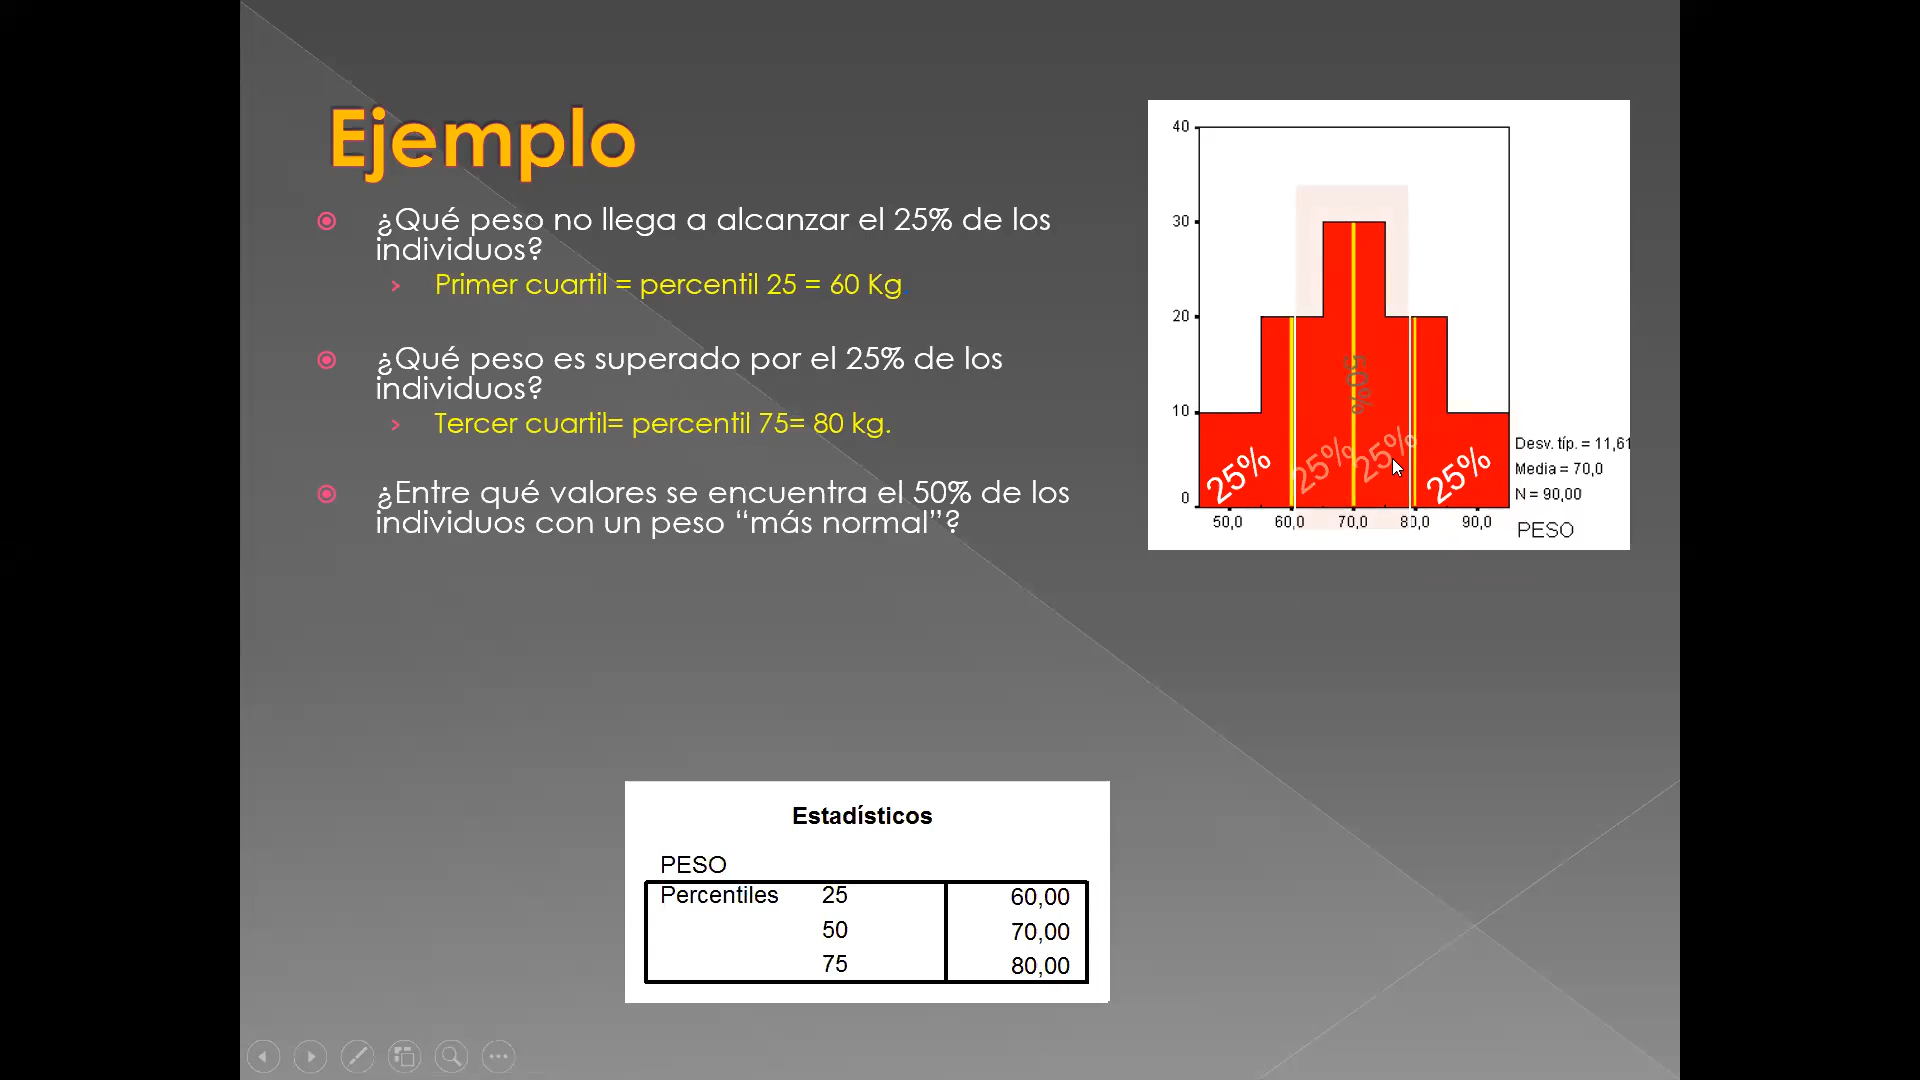 Ejemplo
¿Qué peso no llega a alcanzar el 25% de los
individuos?
Primer cuartil = percentil 25 = 60 Kg
¿Qué peso es superado por el 25% de los
individuos?
Tercer cuartil= percentil 75= 80 kg.
¿Entre qué valores se encuentra el 50% de los
individuos con un peso “más normal”?
40
30
20
10
0
50%
25%
25%
25%
25%
50,0 60,0 70,0 80,0 90,0
Desv. típ. = 11,61
Media = 70,0
N = 90,00
PESO
Estadísticos
PESO
Percentiles 25 60,00
50 70,00
75 80,00